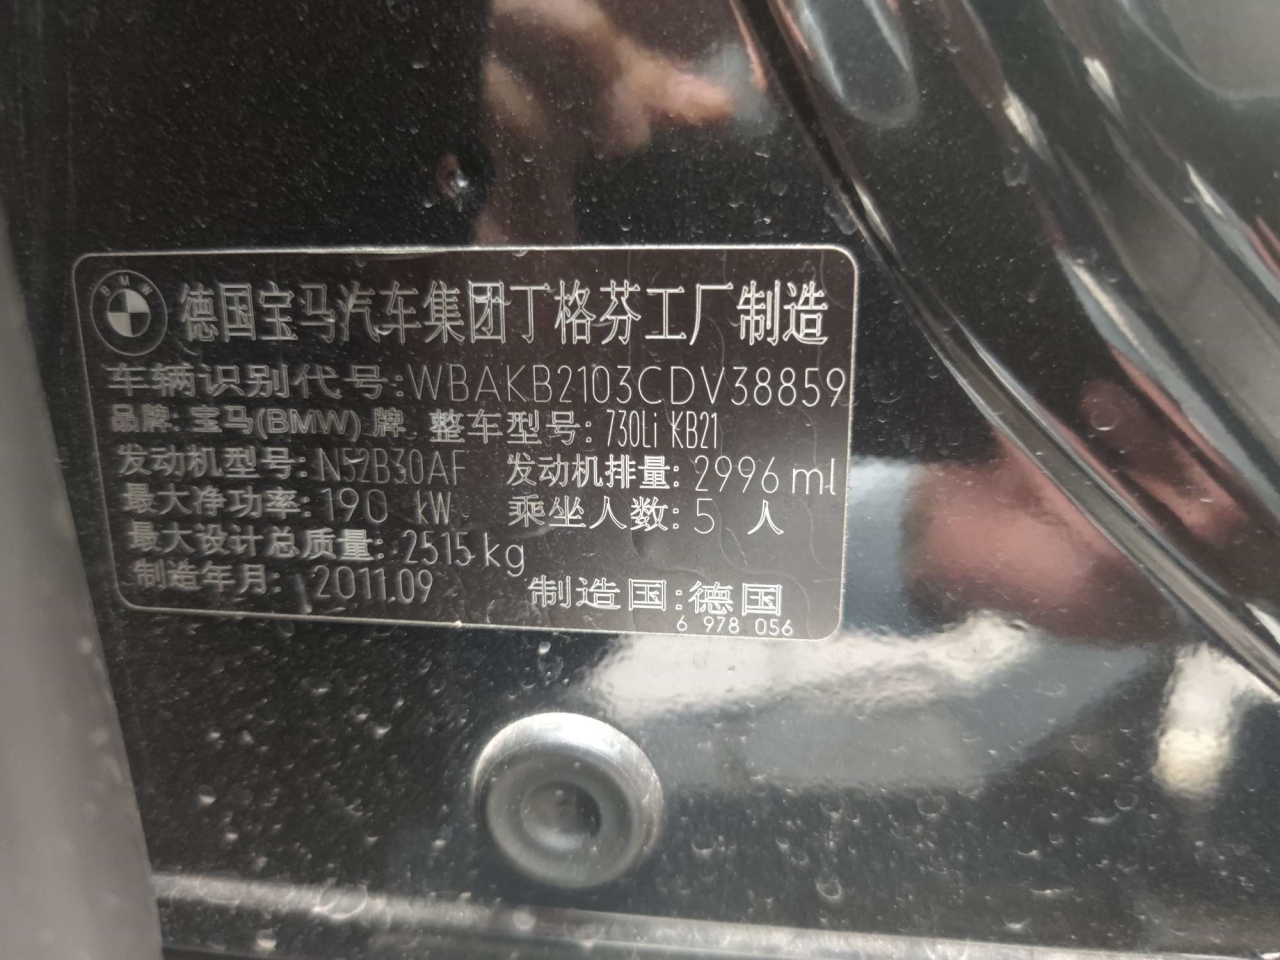 BMW
德国宝马汽车集团丁格芬工厂制造
车辆识别代号:WBAKB2103CDV38859
品牌: 宝马(BMW) 牌 整车型号: 730Li KB21
发动机型号: N52B30AF 发动机排量: 2996 ml
最大净功率: 190 kW 乘坐人数: 5 人
最大设计总质量: 2515 kg
制造年月: 2011.09 制造国: 德国
6 978 056